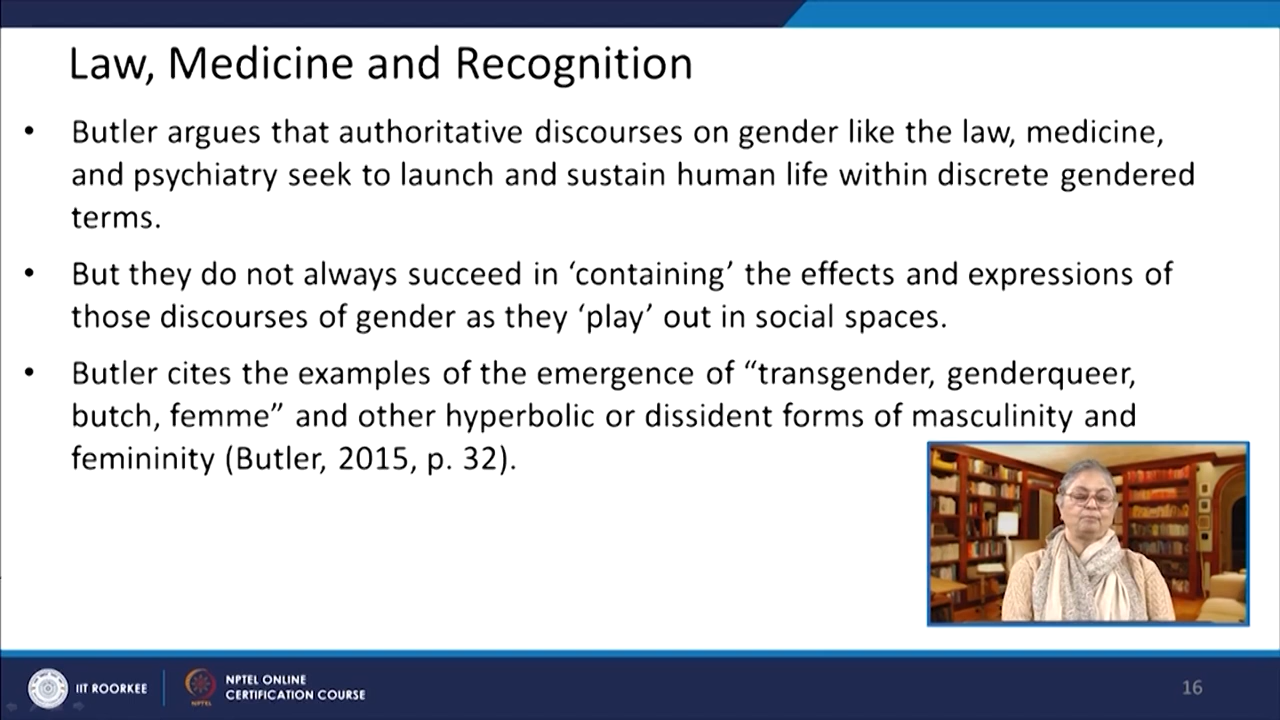 Law, Medicine and Recognition
• Butler argues that authoritative discourses on gender like the law, medicine,
and psychiatry seek to launch and sustain human life within discrete gendered
terms.
• But they do not always succeed in ‘containing’ the effects and expressions of
those discourses of gender as they ‘play’ out in social spaces.
• Butler cites the examples of the emergence of “transgender, genderqueer,
butch, femme” and other hyperbolic or dissident forms of masculinity and
femininity (Butler, 2015, p. 32).
IIT ROORKEE
NPTEL
NPTEL ONLINE
CERTIFICATION COURSE
16